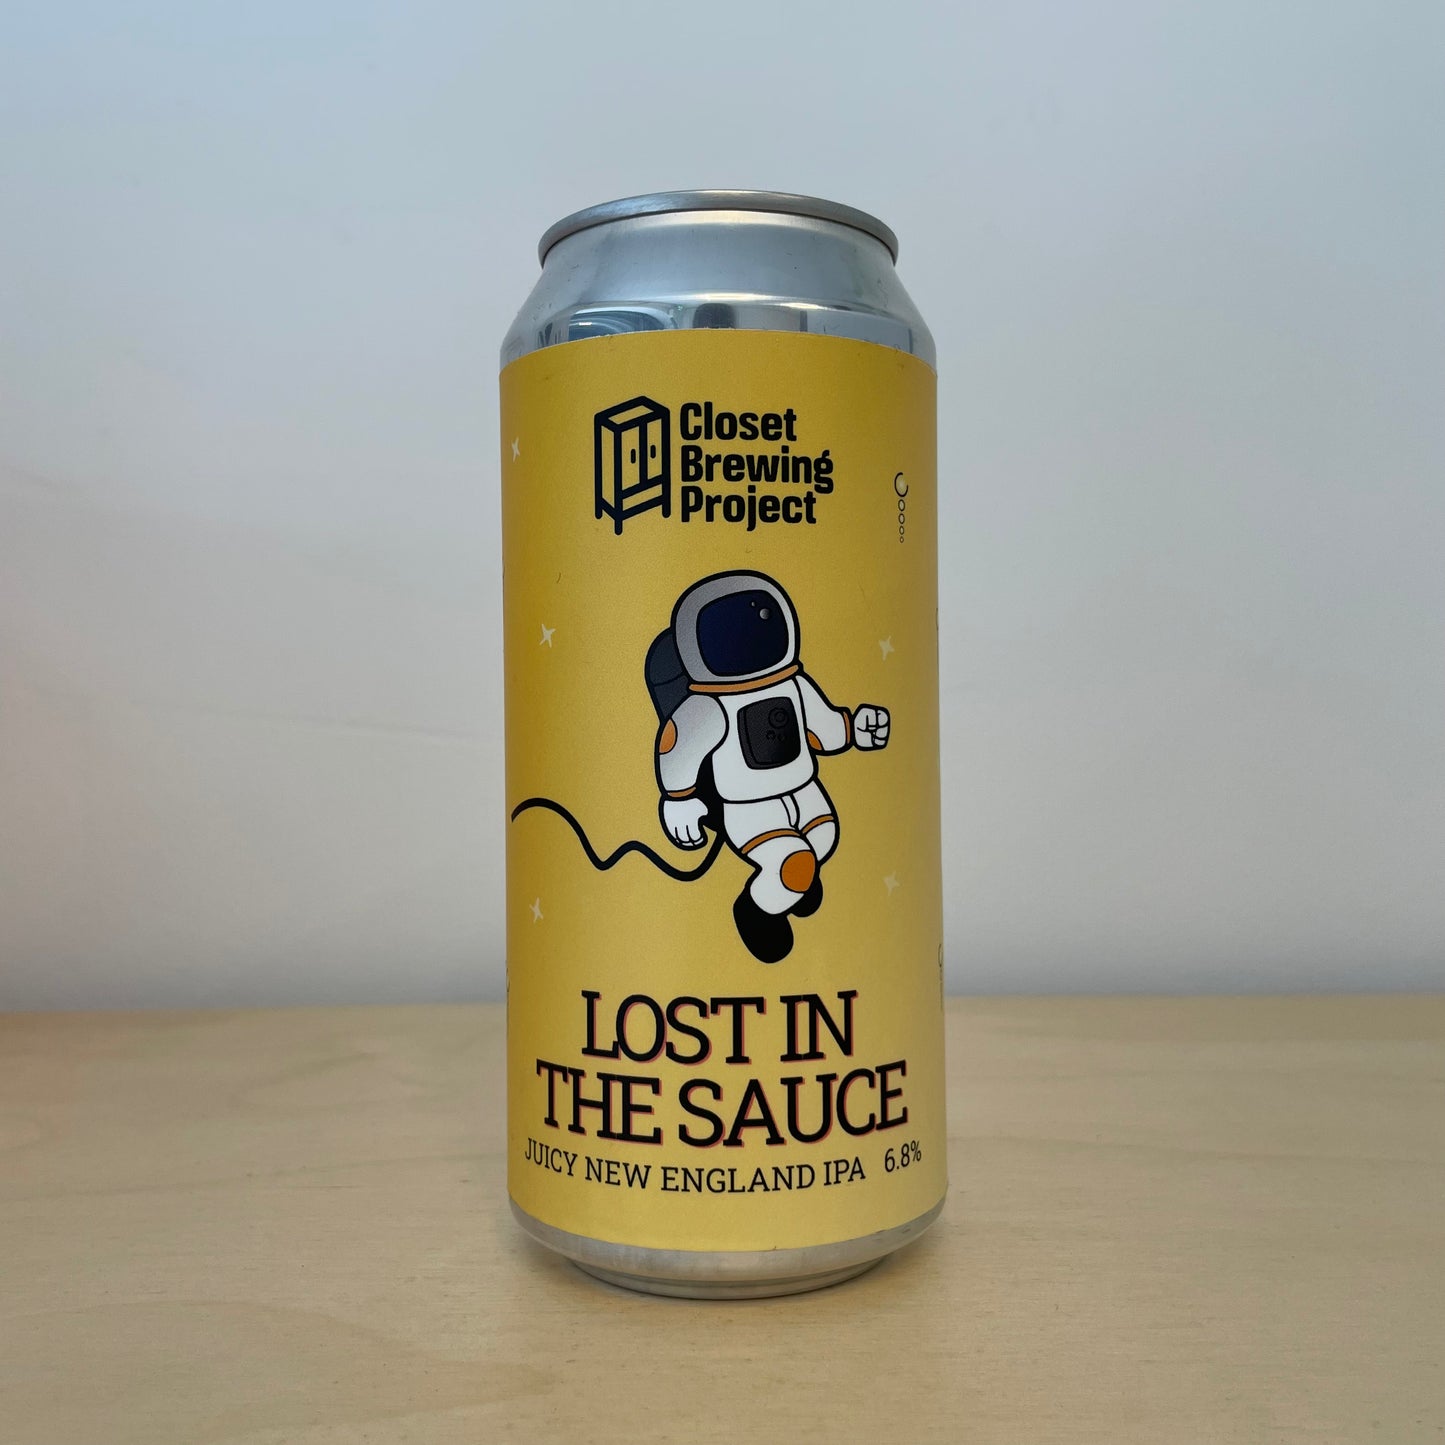 Closet
Brewing
Project
LOST IN
THE SAUCE
JUICY NEW ENGLAND IPA 6.8%